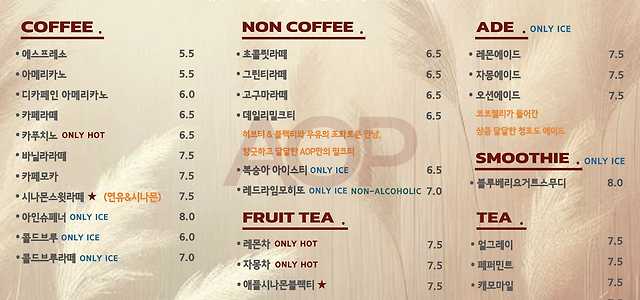 COFFEE .
• 에스프레소 5.5
• 아메리카노 5.5
• 디카페인 아메리카노 6.0
• 카페라떼 6.5
• 카푸치노 ONLY HOT 6.5
• 바닐라라떼 7.5
• 카페모카 7.5
• 시나몬스윗라떼 ★ (연유&시나몬) 7.5
• 아인슈페너 ONLY ICE 8.0
• 콜드브루 ONLY ICE 6.0
• 콜드브루라떼 ONLY ICE 7.0
NON COFFEE .
• 초콜릿라떼 6.5
• 그린티라떼 6.5
• 고구마라떼 6.5
• 데일리밀크티 6.5
허브티 & 블랙티와 우유의 조화로운 만남,
향긋하고 달달한 AOP만의 밀크티
• 복숭아 아이스티 ONLY ICE 6.5
• 레드라임모히또 ONLY ICE NON-ALCOHOLIC 7.0
FRUIT TEA .
• 레몬차 ONLY HOT 7.5
• 자몽차 ONLY HOT 7.5
• 애플시나몬블랙티 ★ 7.5
ADE . ONLY ICE
• 레몬에이드 7.5
• 자몽에이드 7.5
• 오션에이드 7.5
코코젤리가 들어간
상큼 달달한 청포도 에이드
SMOOTHIE . ONLY ICE
• 블루베리요거트스무디 8.0
TEA .
• 얼그레이 7.5
• 페퍼민트 7.5
• 캐모마일 7.5
AOP